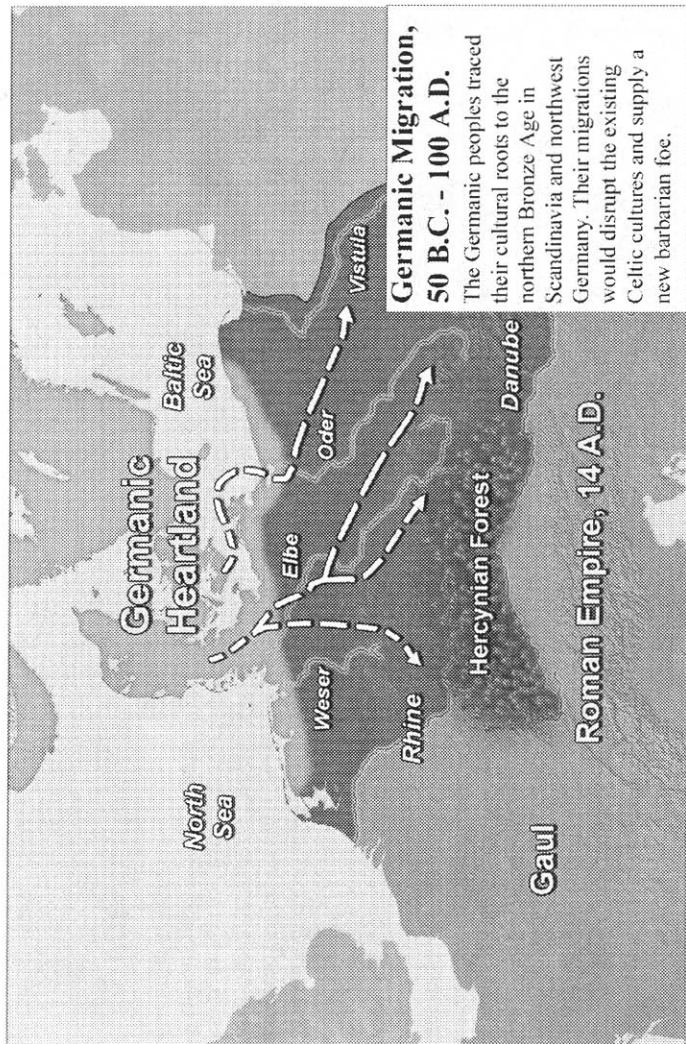 Germanic Migration,
50 B.C. - 100 A.D.
The Germanic peoples traced
their cultural roots to the
northern Bronze Age in
Scandinavia and northwest
Germany. Their migrations
would disrupt the existing
Celtic cultures and supply a
new barbarian foe.
Germanic
Heartland
North
Sea
Baltic
Sea
Weser
Elbe
Oder
Vistula
Rhine
Hercynian Forest
Danube
Gaul
Roman Empire, 14 A.D.